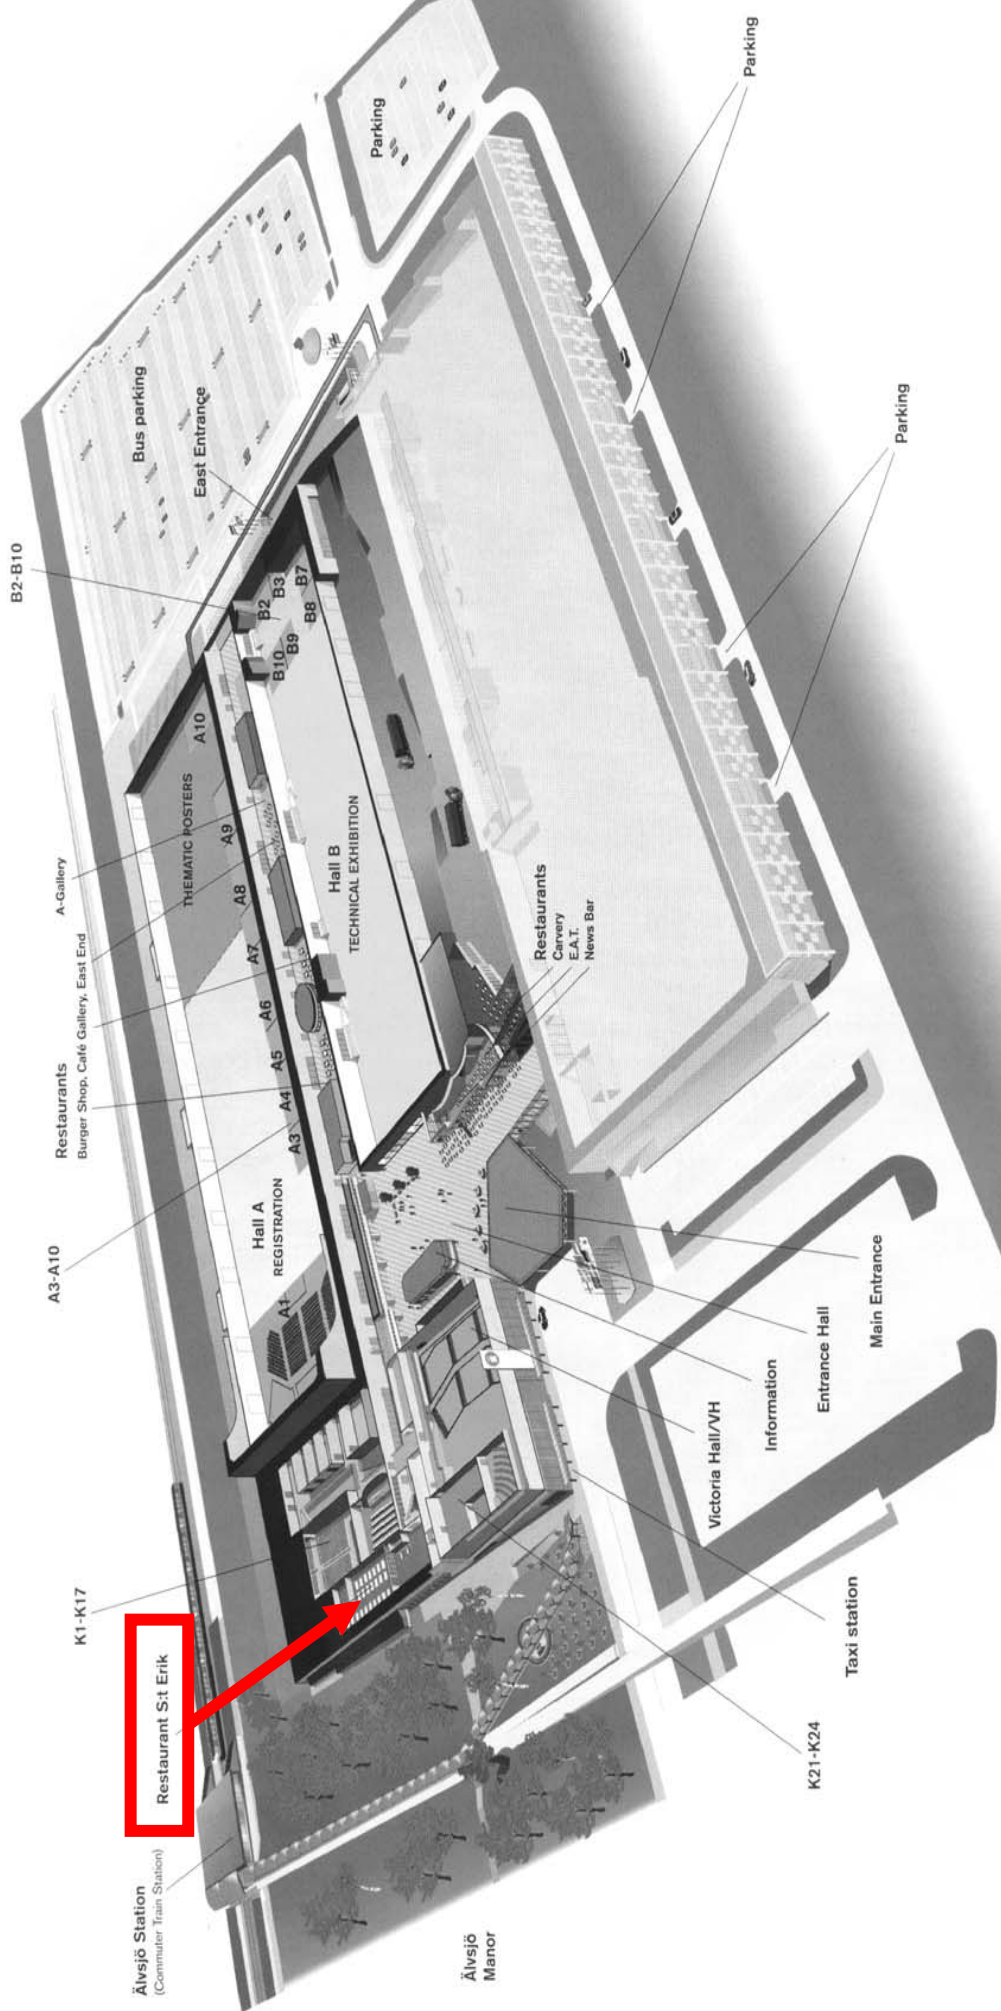 Älvsjö Station
(Commuter Train Station)
Restaurant S:t Erik
K1-K17
A3-A10
Restaurants
Burger Shop, Café Gallery, East End
A-Gallery
B2-B10
Bus parking
East Entrance
Parking
Parking
Parking
THEMATIC POSTERS
Hall A
REGISTRATION
A1
A3
A4
A5
A6
A7
A8
A9
A10
B2
B3
B7
B8
B9
B10
Hall B
TECHNICAL EXHIBITION
Restaurants
Carvery
E.A.T.
News Bar
Älvsjö
Manor
K21-K24
Taxi station
Victoria Hall/VH
Information
Entrance Hall
Main Entrance